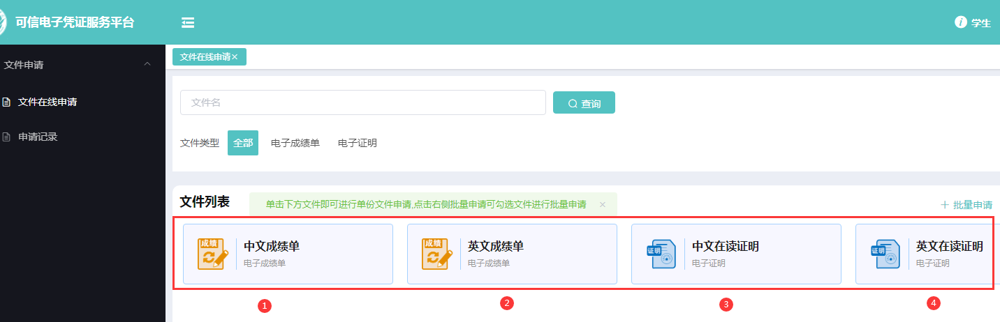 可信电子凭证服务平台
学生
文件申请
文件在线申请
申请记录
文件在线申请×
文件名
查询
文件类型 全部 电子成绩单 电子证明
文件列表
单击下方文件即可进行单份文件申请,点击右侧批量申请可勾选文件进行批量申请 ×
+ 批量申请
成绩 中文成绩单
电子成绩单
成绩 英文成绩单
电子成绩单
证明 中文在读证明
电子证明
证明 英文在读证明
电子证明
1 2 3 4